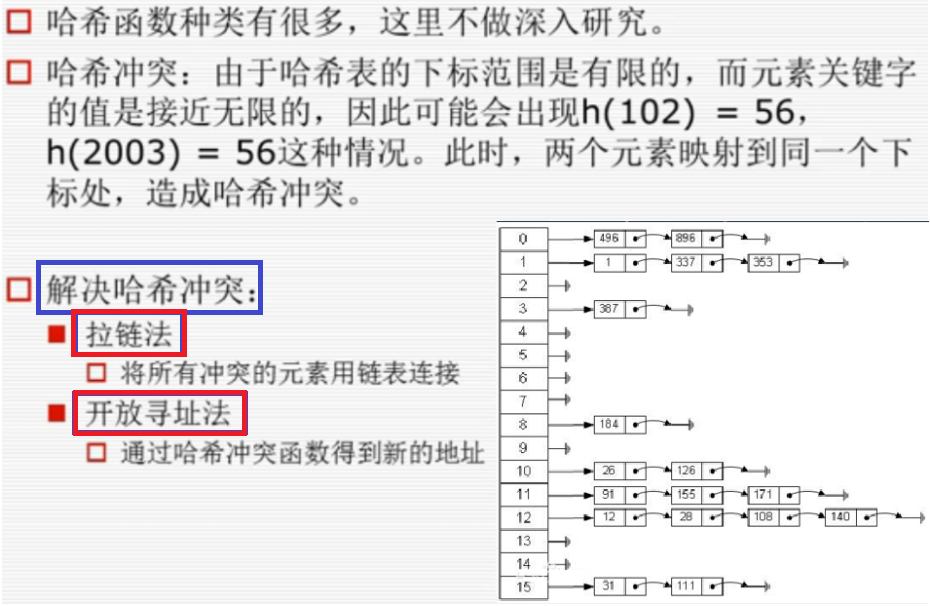 哈希函数种类有很多，这里不做深入研究。
哈希冲突：由于哈希表的下标范围是有限的，而元素关键字
的值是接近无限的，因此可能会出现h(102) = 56，
h(2003) = 56这种情况。此时，两个元素映射到同一个下
标处，造成哈希冲突。
解决哈希冲突：
拉链法
将所有冲突的元素用链表连接
开放寻址法
通过哈希冲突函数得到新的地址
0 496 896
1 1 337 353
2
3 387
4
5
6
7
8 184
9
10 26 126
11 91 155 171
12 12 28 108 140
13
14
15 31 111